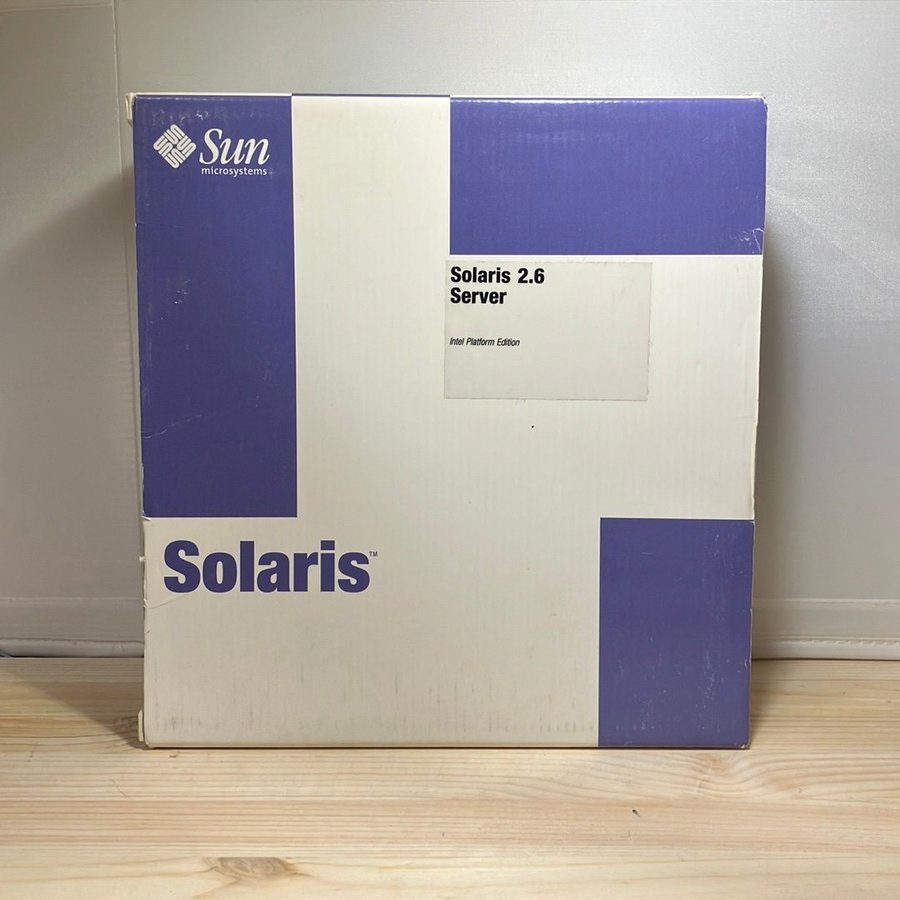 Sun
microsystems
Solaris 2.6
Server
Intel Platform Edition
Solaris™